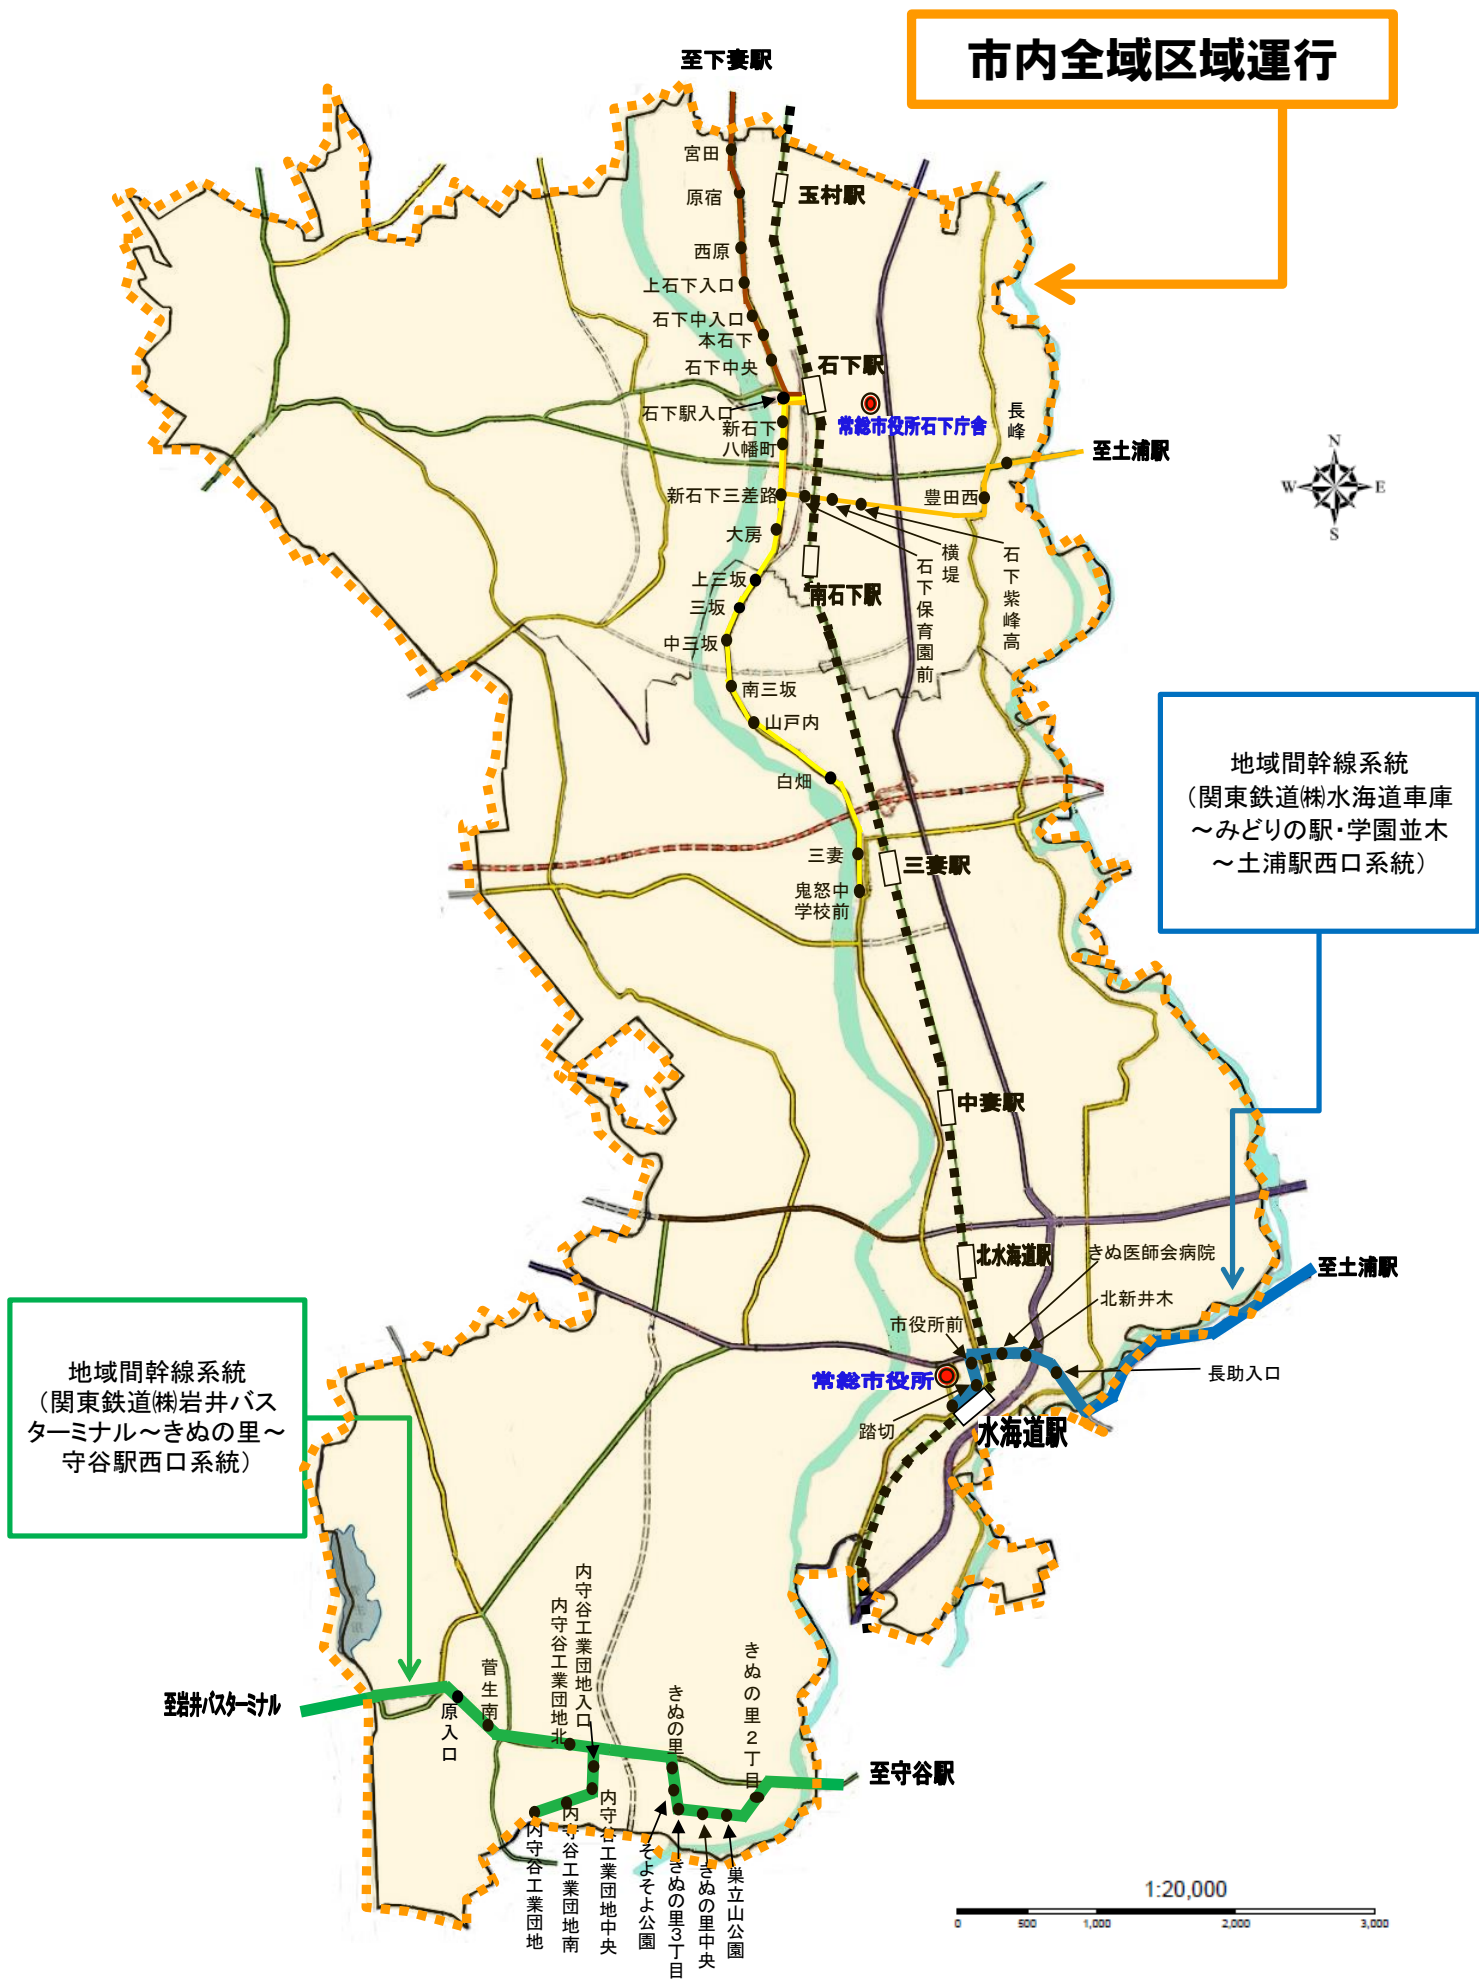 市内全域区域運行
至下妻駅
宮田
原宿
玉村駅
西原
上石下入口
石下中入口
本石下
石下中央
石下駅
石下駅入口
常総市役所石下庁舎
新石下
八幡町
長峰
至土浦駅
N
W
E
S
新石下三差路
豊田西
大房
横堤
石下紫峰高
石下保育園前
上三坂
南石下駅
三坂
中三坂
南三坂
山戸内
白畑
地域間幹線系統
（関東鉄道㈱水海道車庫
～みどりの駅・学園並木
～土浦駅西口系統）
三妻
三妻駅
鬼怒中
学校前
中妻駅
北水海道駅
きぬ医師会病院
至土浦駅
北新井木
市役所前
常総市役所
長助入口
踏切
水海道駅
地域間幹線系統
（関東鉄道㈱岩井バス
ターミナル～きぬの里～
守谷駅西口系統）
内守谷工業団地入口
内守谷工業団地北
菅生南
原入口
きぬの里
きぬの里２丁目
至岩井バスターミナル
至守谷駅
内守谷工業団地
内守谷工業団地南
内守谷工業団地中央
そよそよ公園
きぬの里3丁目
きぬの里中央
巣立山公園
1:20,000
0
500
1,000
2,000
3,000